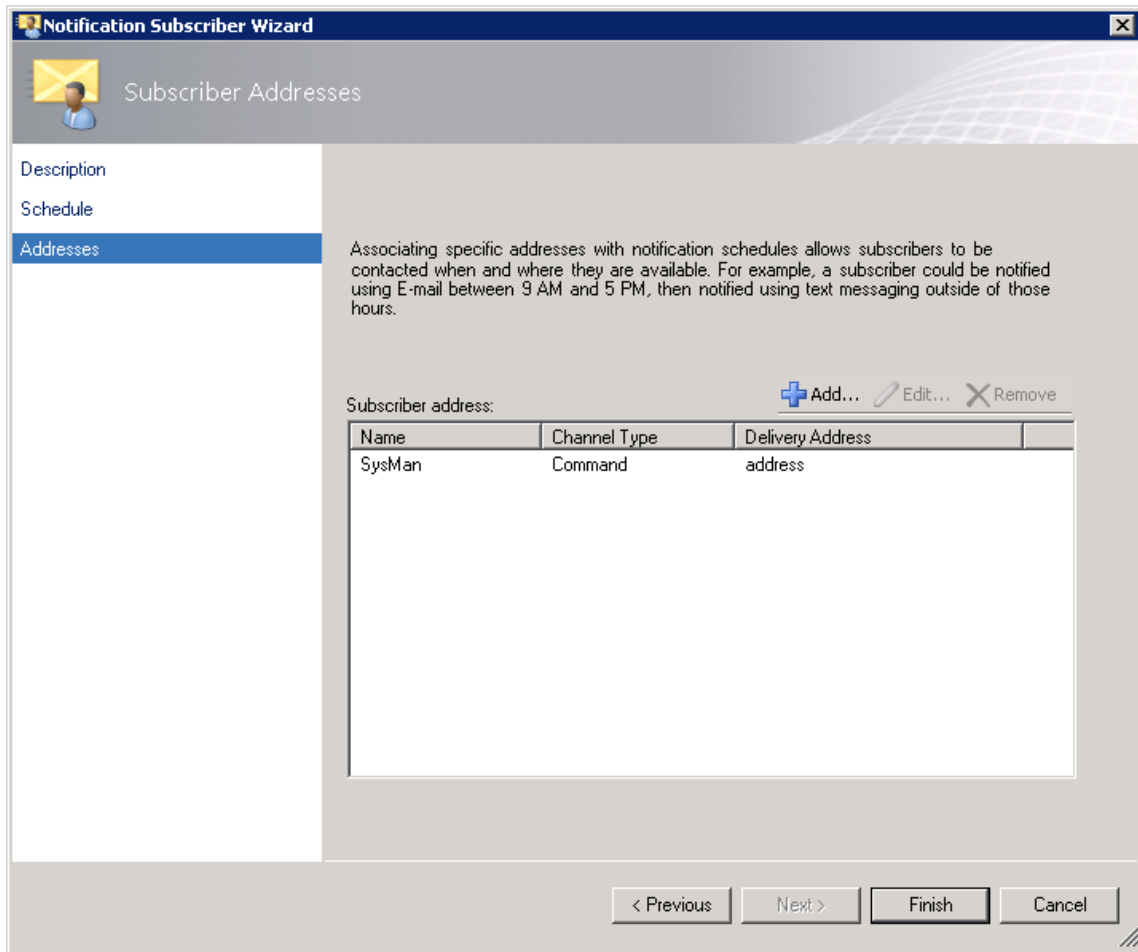 Notification Subscriber Wizard
Subscriber Addresses
Description
Schedule
Addresses
Associating specific addresses with notification schedules allows subscribers to be
contacted when and where they are available. For example, a subscriber could be notified
using E-mail between 9 AM and 5 PM, then notified using text messaging outside of those
hours.
Add... Edit... Remove
Subscriber address:
Name Channel Type Delivery Address
SysMan Command address
< Previous Next > Finish Cancel